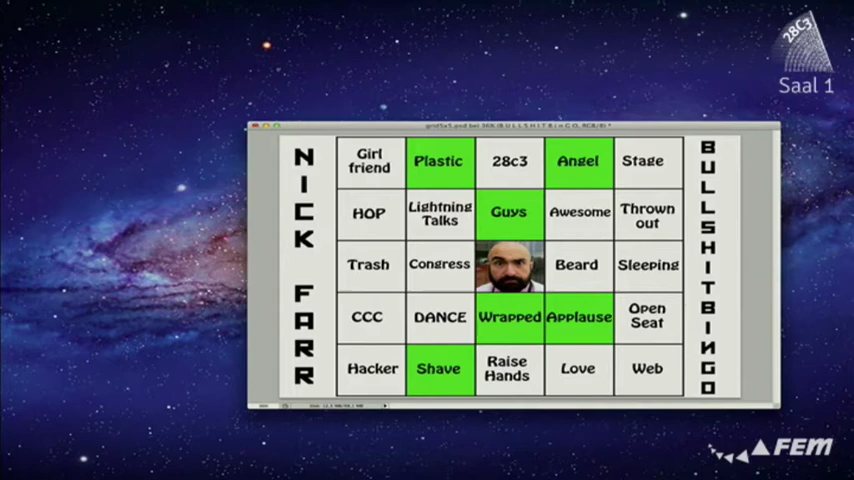 28C3
Saal 1
NICK FARR
Girl friend
Plastic
28c3
Angel
Stage
HOP
Lightning Talks
Guys
Awesome
Thrown out
Trash
Congress
Beard
Sleeping
CCC
DANCE
Wrapped
Applause
Open Seat
Hacker
Shave
Raise Hands
Love
Web
BULLSHITBINGO
FEM